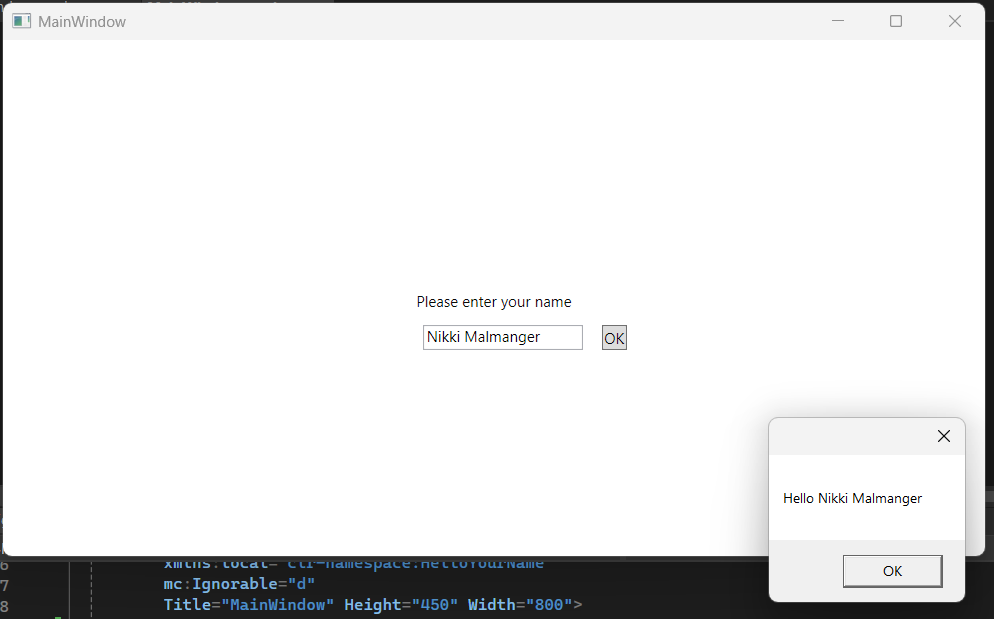 MainWindow
Please enter your name
Nikki Malmanger
OK
Hello Nikki Malmanger
OK
6 xmlns:local="clr-namespace:HelloYourName
7 mc:Ignorable="d"
8 Title="MainWindow" Height="450" Width="800">